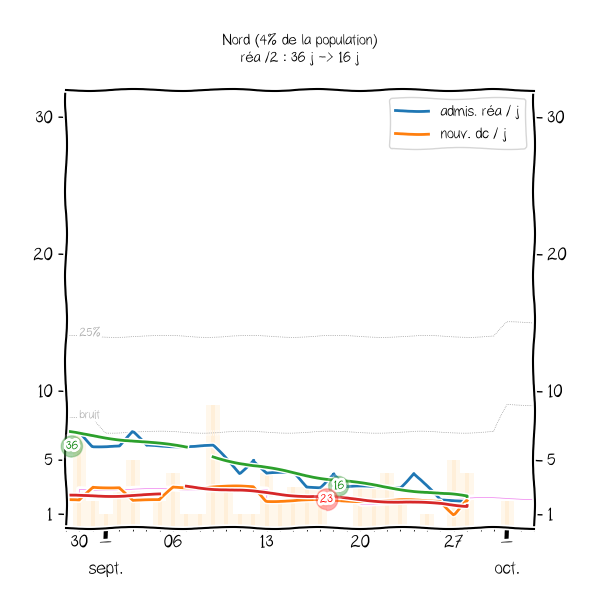 Nord (4% de la population)
réa /2 : 36 j -> 16 j
admis. réa / j
nouv. dc / j
30
30
20
20
25%
10
10
bruit
36
5
5
16
23
1
1
30 06 13 20 27
sept. oct.